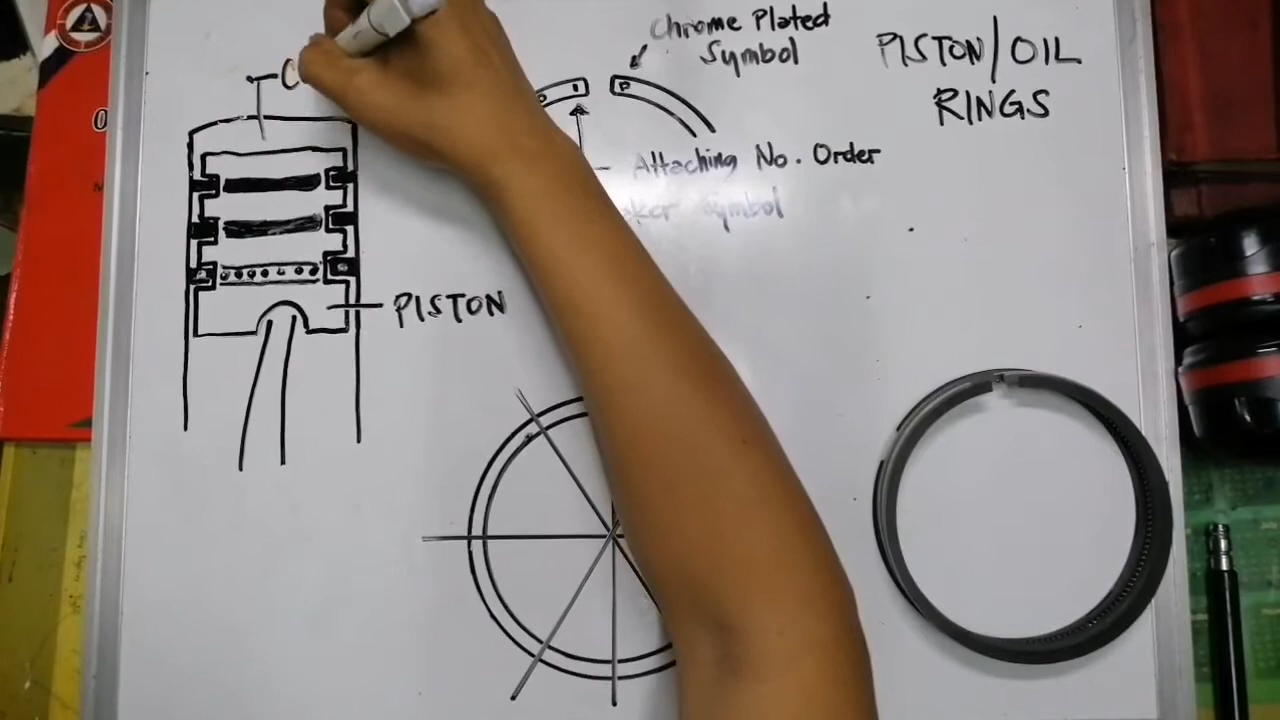 Chrome Plated
Symbol
PISTON/OIL
RINGS
P
Attaching No. Order
Symbol
PISTON